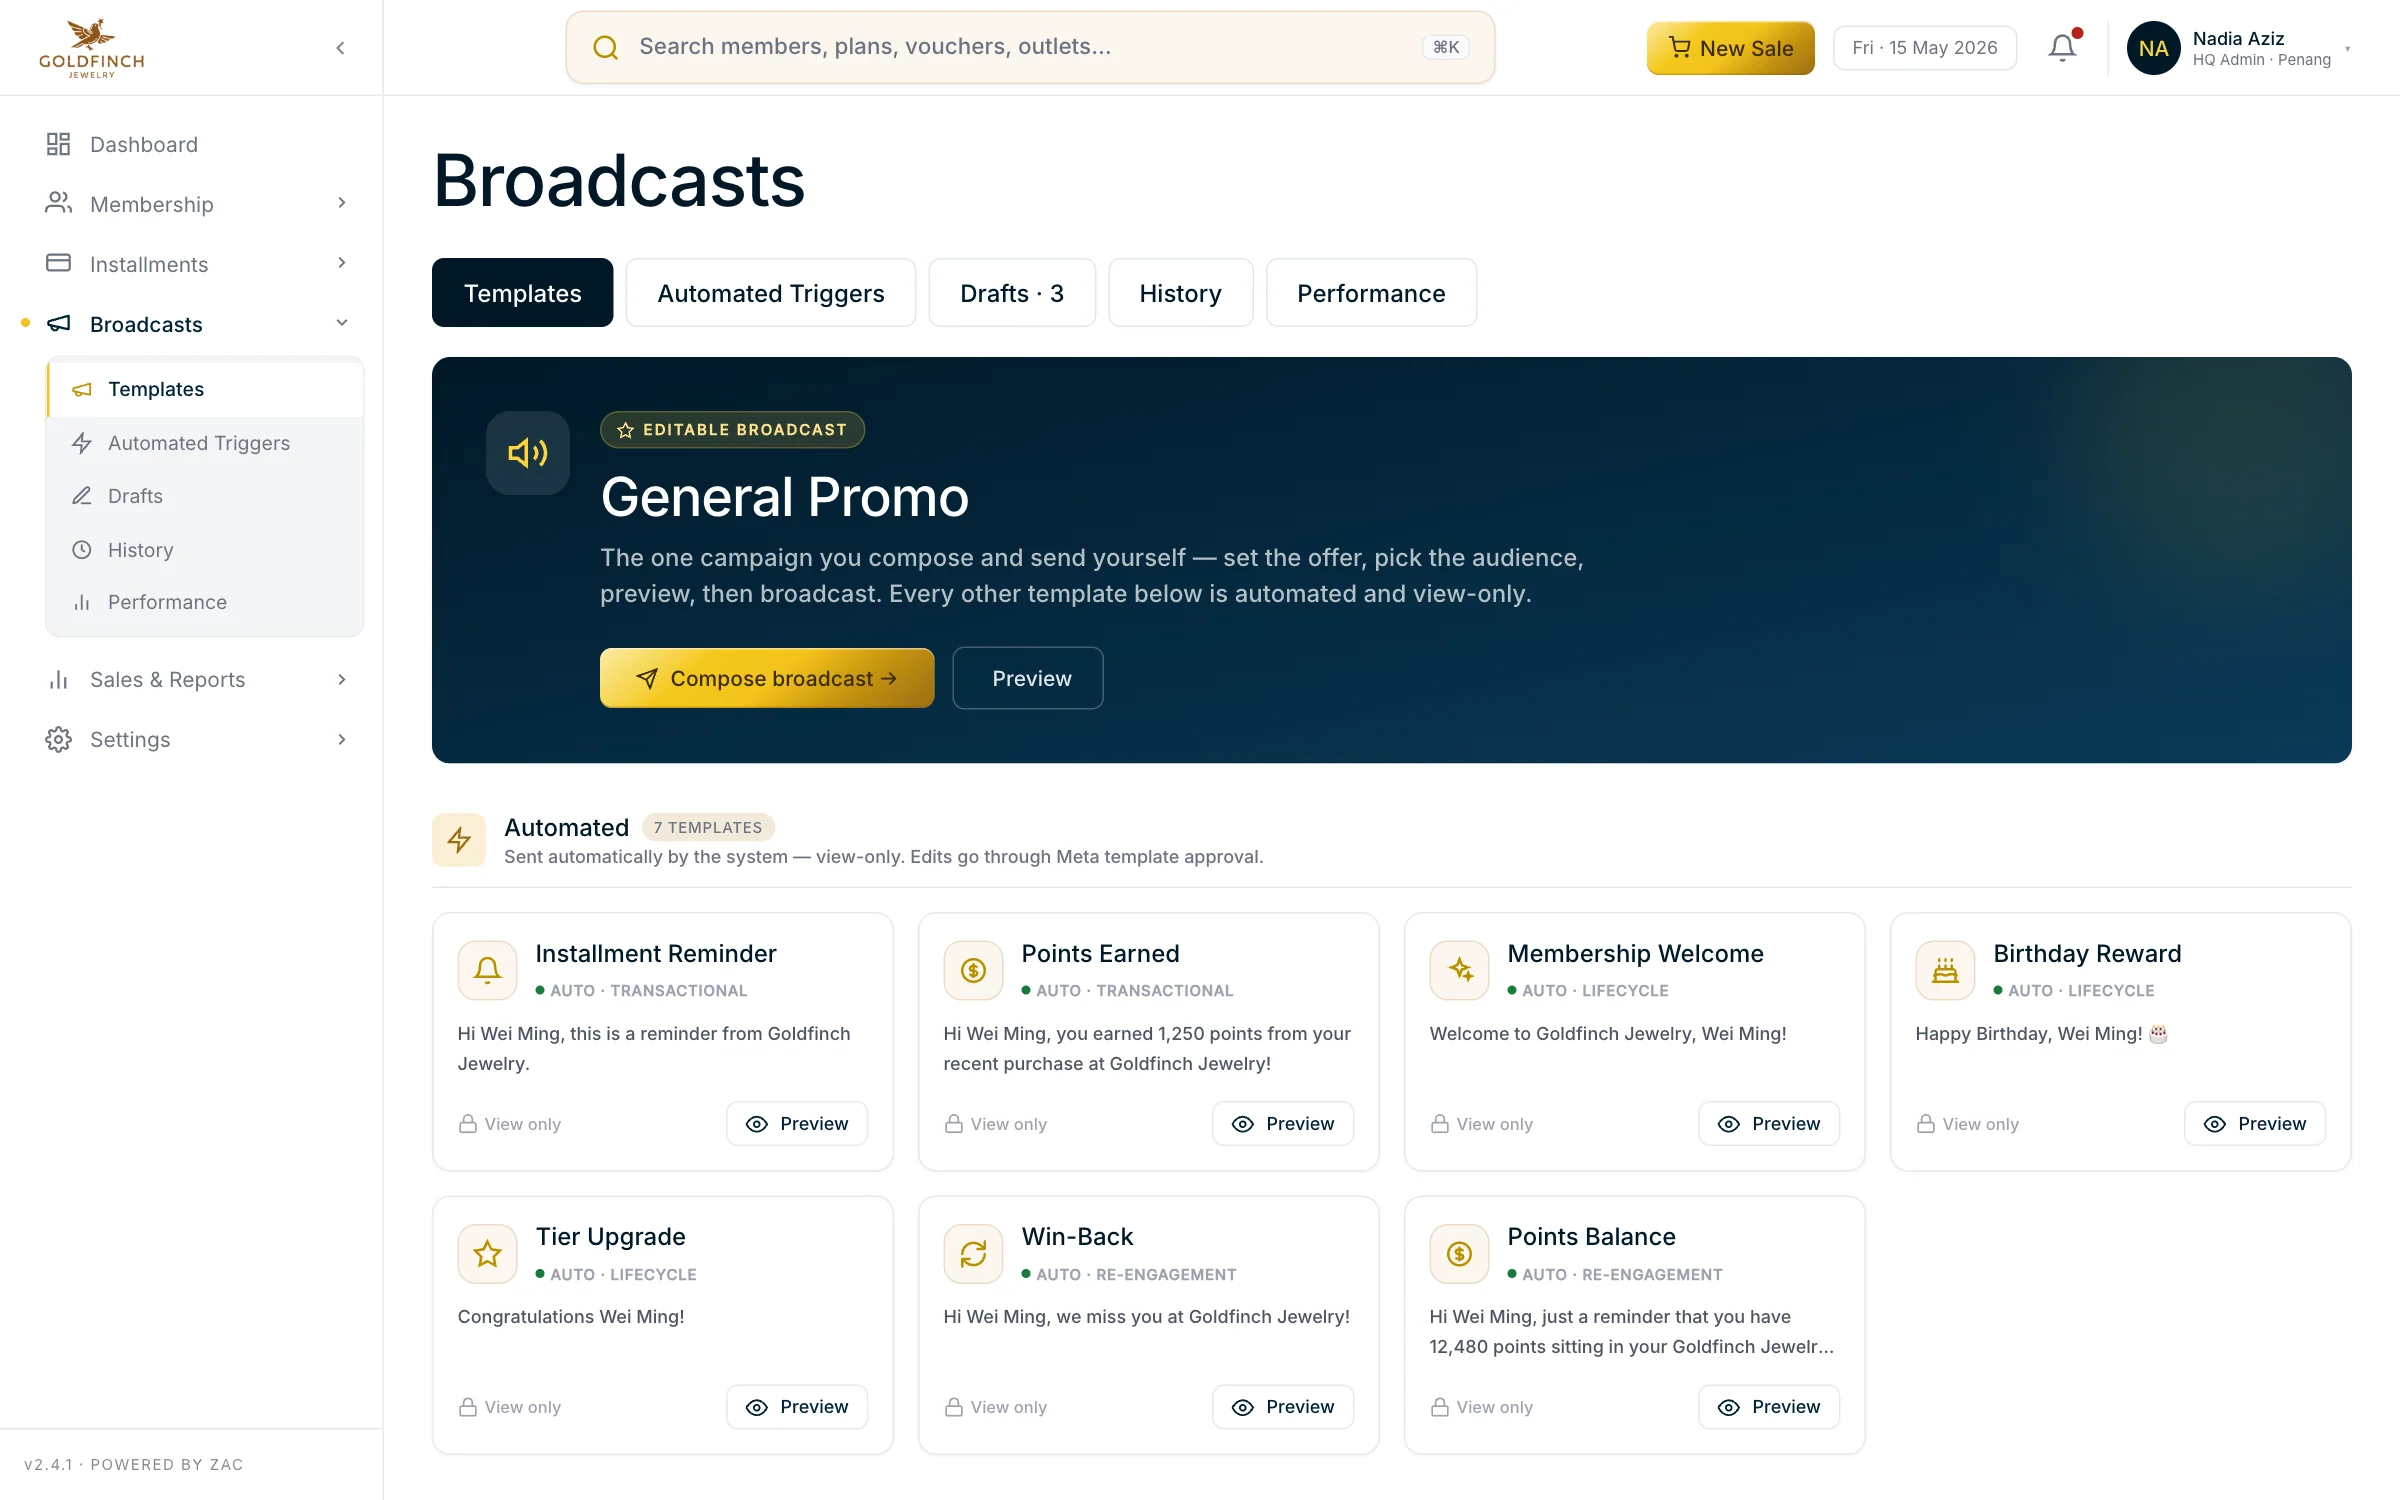 GOLDFINCH
JEWELRY
Search members, plans, vouchers, outlets...
⌘K
New Sale
Fri · 15 May 2026
NA
Nadia Aziz
HQ Admin · Penang
Dashboard
Membership
Installments
Broadcasts
Templates
Automated Triggers
Drafts
History
Performance
Sales & Reports
Settings
v2.4.1 · POWERED BY ZAC
Broadcasts
Templates
Automated Triggers
Drafts · 3
History
Performance
EDITABLE BROADCAST
General Promo
The one campaign you compose and send yourself — set the offer, pick the audience,
preview, then broadcast. Every other template below is automated and view-only.
Compose broadcast →
Preview
Automated
7 TEMPLATES
Sent automatically by the system — view-only. Edits go through Meta template approval.
Installment Reminder
AUTO · TRANSACTIONAL
Hi Wei Ming, this is a reminder from Goldfinch
Jewelry.
View only
Preview
Points Earned
AUTO · TRANSACTIONAL
Hi Wei Ming, you earned 1,250 points from your
recent purchase at Goldfinch Jewelry!
View only
Preview
Membership Welcome
AUTO · LIFECYCLE
Welcome to Goldfinch Jewelry, Wei Ming!
View only
Preview
Birthday Reward
AUTO · LIFECYCLE
Happy Birthday, Wei Ming! 🎂
View only
Preview
Tier Upgrade
AUTO · LIFECYCLE
Congratulations Wei Ming!
View only
Preview
Win-Back
AUTO · RE-ENGAGEMENT
Hi Wei Ming, we miss you at Goldfinch Jewelry!
View only
Preview
Points Balance
AUTO · RE-ENGAGEMENT
Hi Wei Ming, just a reminder that you have
12,480 points sitting in your Goldfinch Jewelr...
View only
Preview